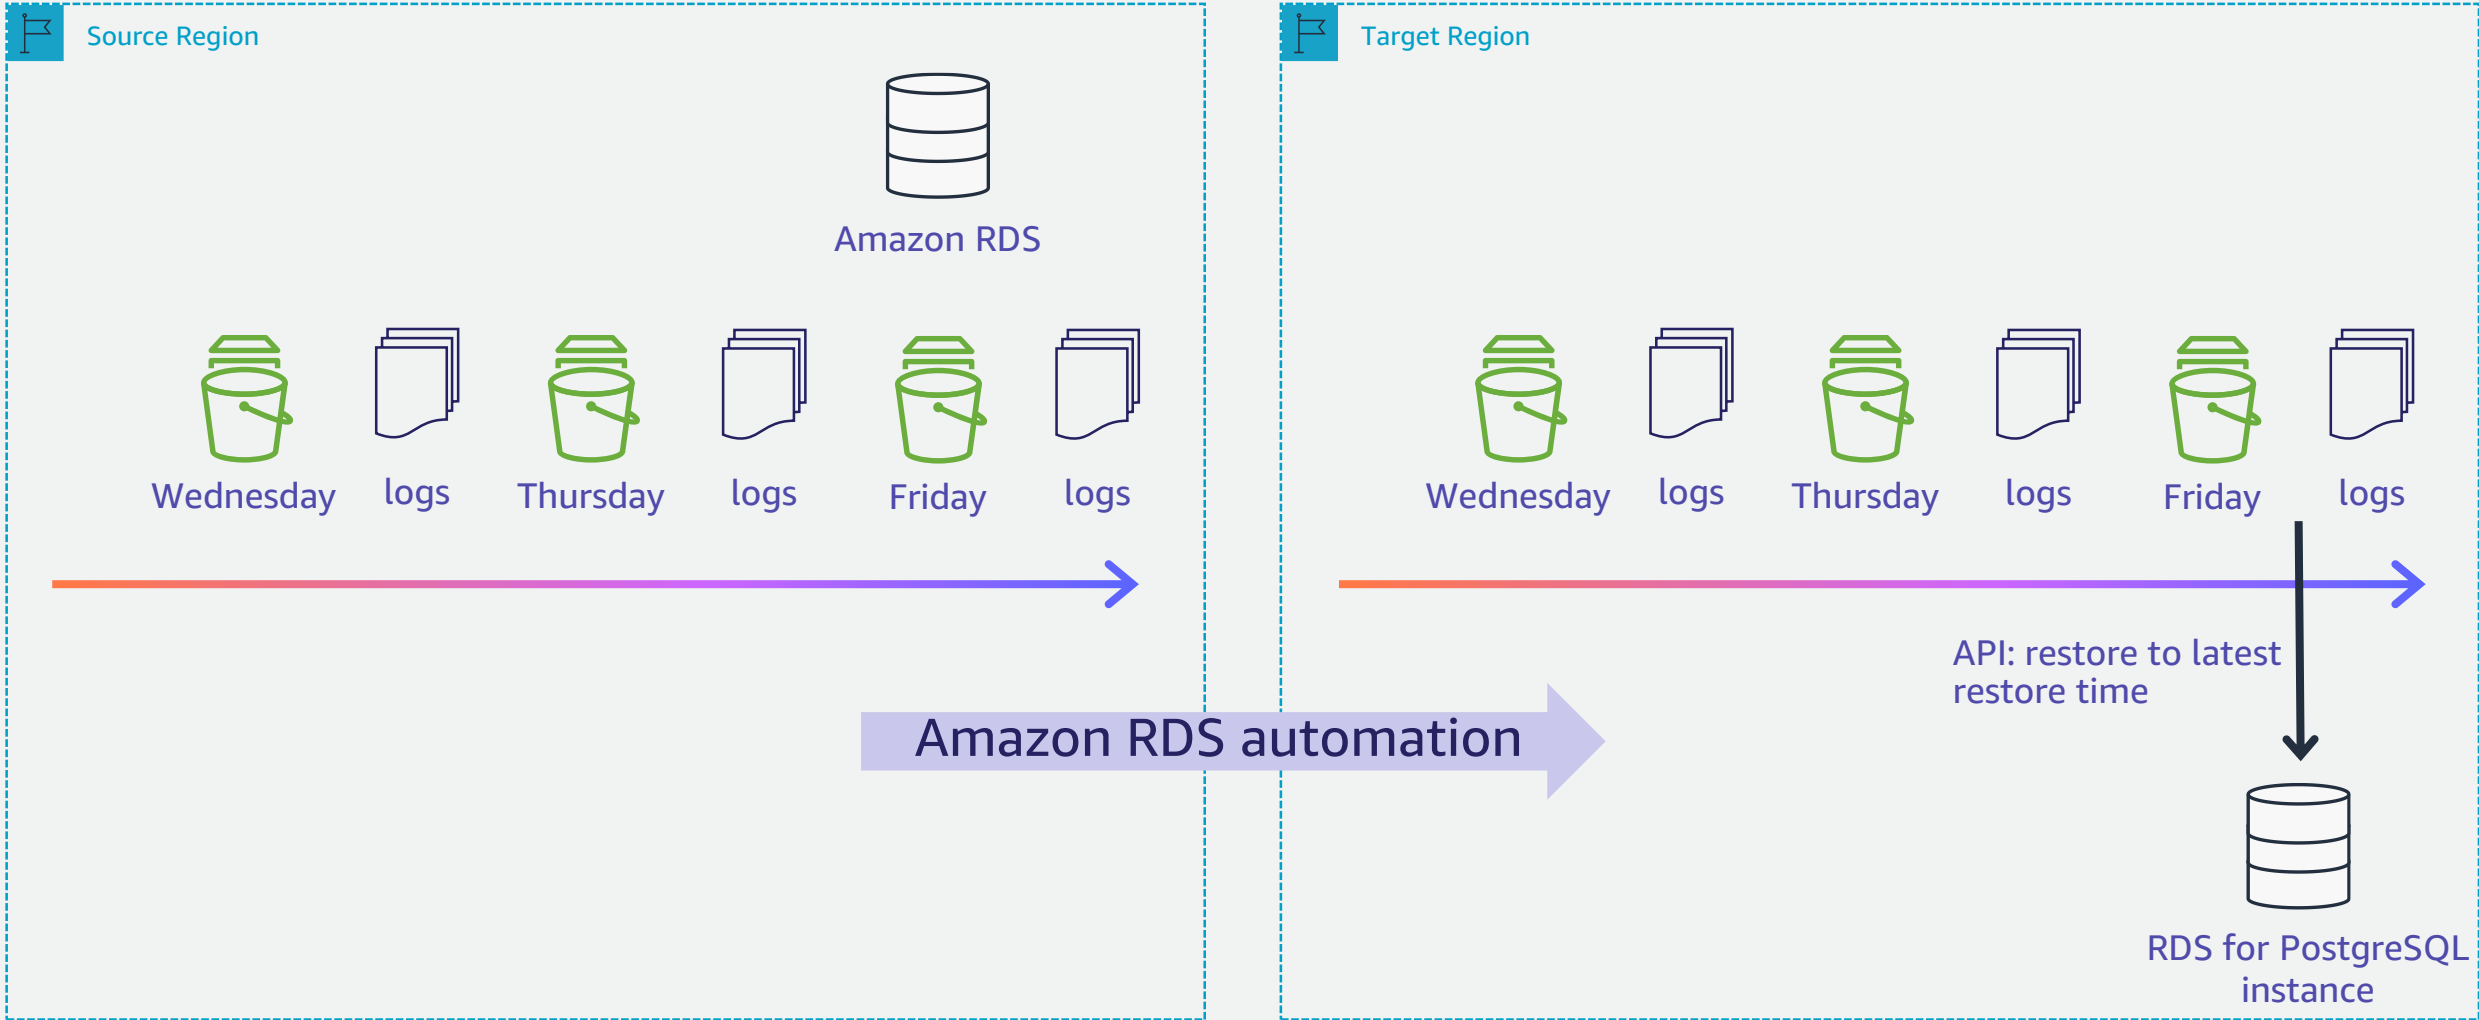 Source Region
Amazon RDS
Wednesday
logs
Thursday
logs
Friday
logs
Target Region
Wednesday
logs
Thursday
logs
Friday
logs
API: restore to latest
restore time
Amazon RDS automation
RDS for PostgreSQL
instance